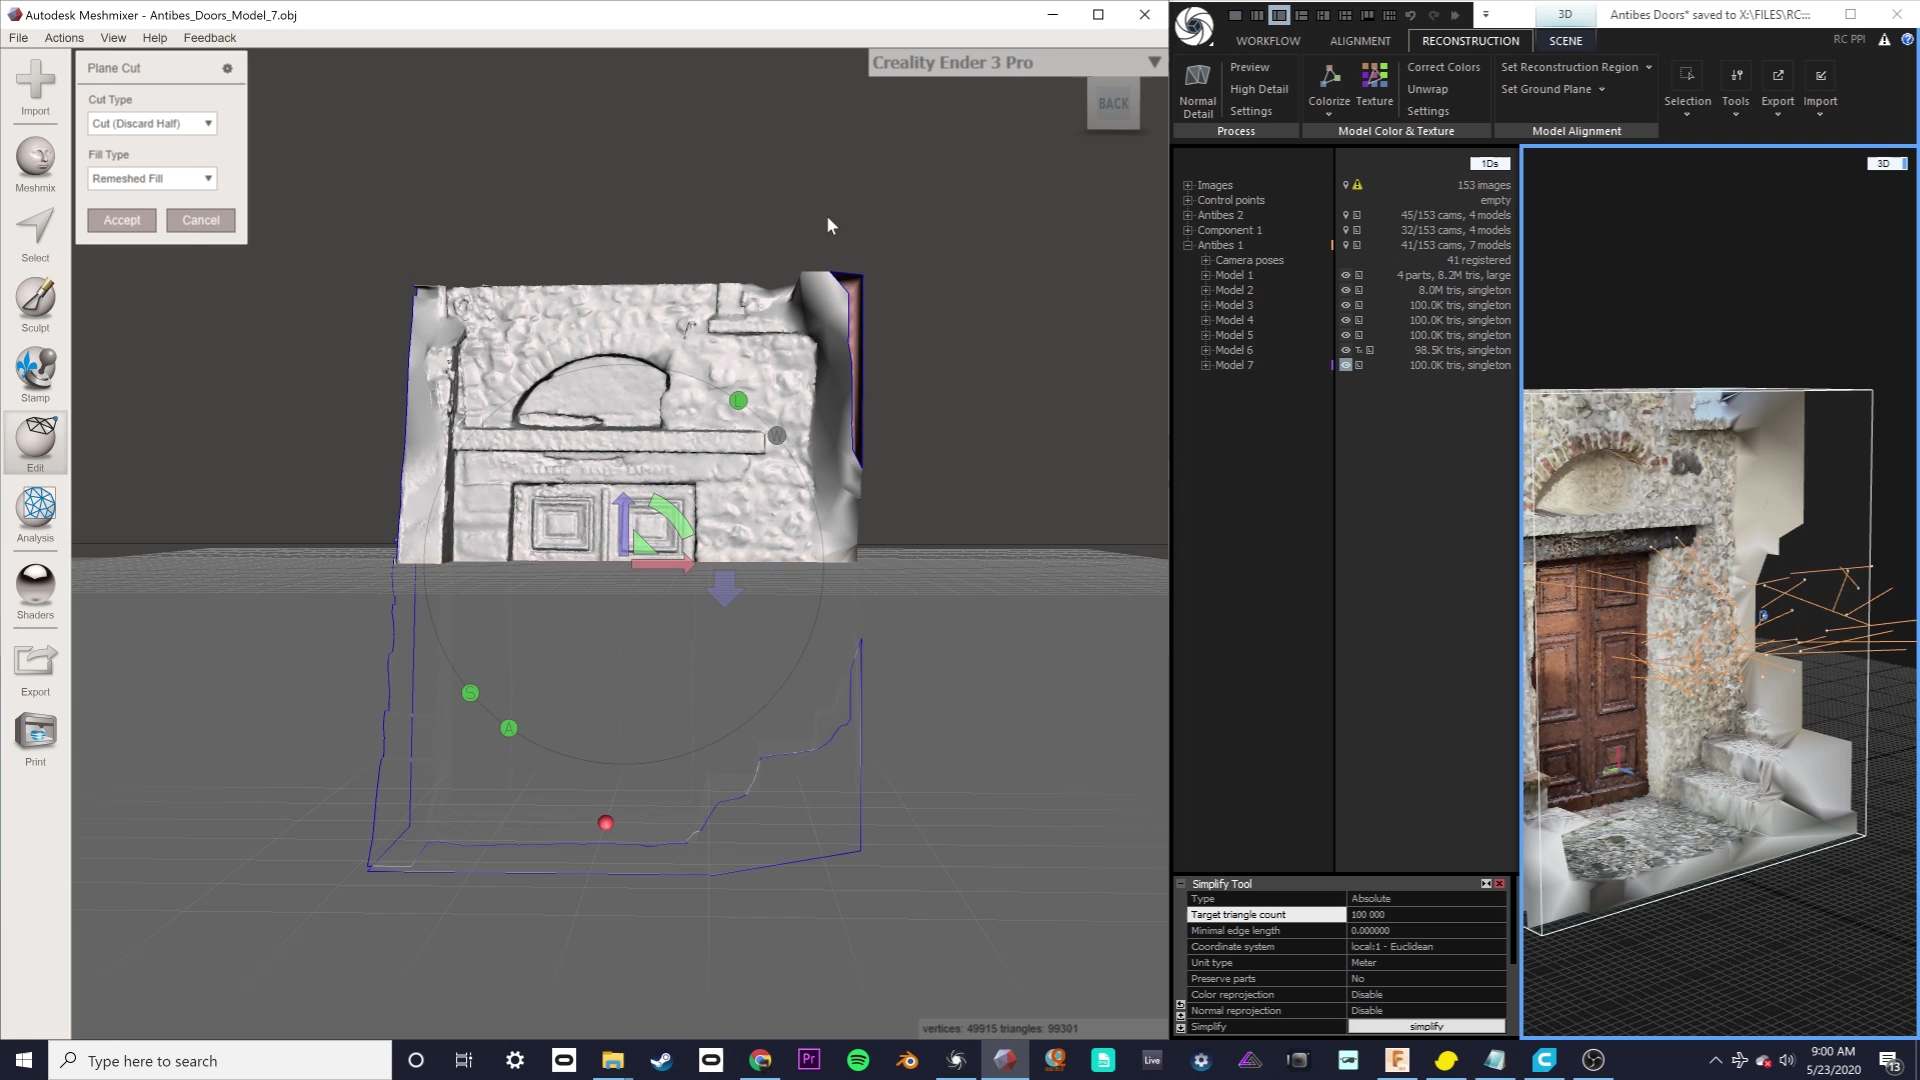 Autodesk Meshmixer - Antibes_Doors_Model_7.obj
File Actions View Help Feedback
Import
Meshmix
Select
Sculpt
Stamp
Edit
Analysis
Shaders
Export
Print
Plane Cut
Cut Type
Cut (Discard Half)
Fill Type
Remeshed Fill
Accept Cancel
Creality Ender 3 Pro
BACK
L
W
S
A
vertices: 49915 triangles: 99301
3D Antibes Doors* saved to X:\FILES\RC:...
WORKFLOW ALIGNMENT RECONSTRUCTION SCENE
RC PPI
Normal Detail
Preview
High Detail
Settings
Process
Colorize
Texture
Correct Colors
Unwrap
Settings
Model Color & Texture
Set Reconstruction Region
Set Ground Plane
Model Alignment
Selection
Tools
Export
Import
1Ds
3D
Images 153 images
Control points empty
Antibes 2 45/153 cams, 4 models
Component 1 32/153 cams, 4 models
Antibes 1 41/153 cams, 7 models
Camera poses 41 registered
Model 1 4 parts, 8.2M tris, large
Model 2 8.0M tris, singleton
Model 3 100.0K tris, singleton
Model 4 100.0K tris, singleton
Model 5 100.0K tris, singleton
Model 6 98.5K tris, singleton
Model 7 100.0K tris, singleton
Simplify Tool
Type Absolute
Target triangle count 100 000
Minimal edge length 0.000000
Coordinate system local:1 - Euclidean
Unit type Meter
Preserve parts No
Color reprojection Disable
Normal reprojection Disable
Simplify simplify
Type here to search
Pr
Live
9:00 AM
5/23/2020
13